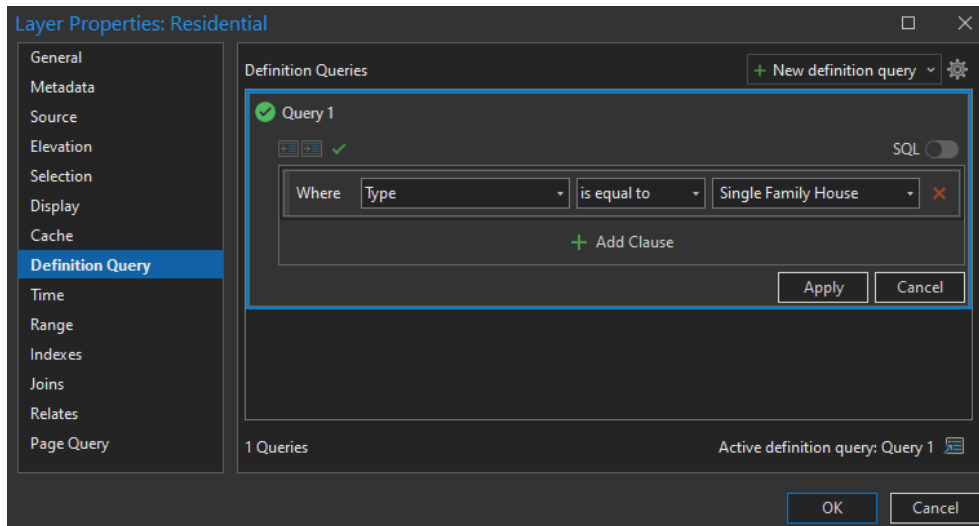 Layer Properties: Residential
General
Metadata
Source
Elevation
Selection
Display
Cache
Definition Query
Time
Range
Indexes
Joins
Relates
Page Query
Definition Queries
New definition query
Query 1
SQL
Where Type is equal to Single Family House
Add Clause
Apply Cancel
1 Queries Active definition query: Query 1
OK Cancel